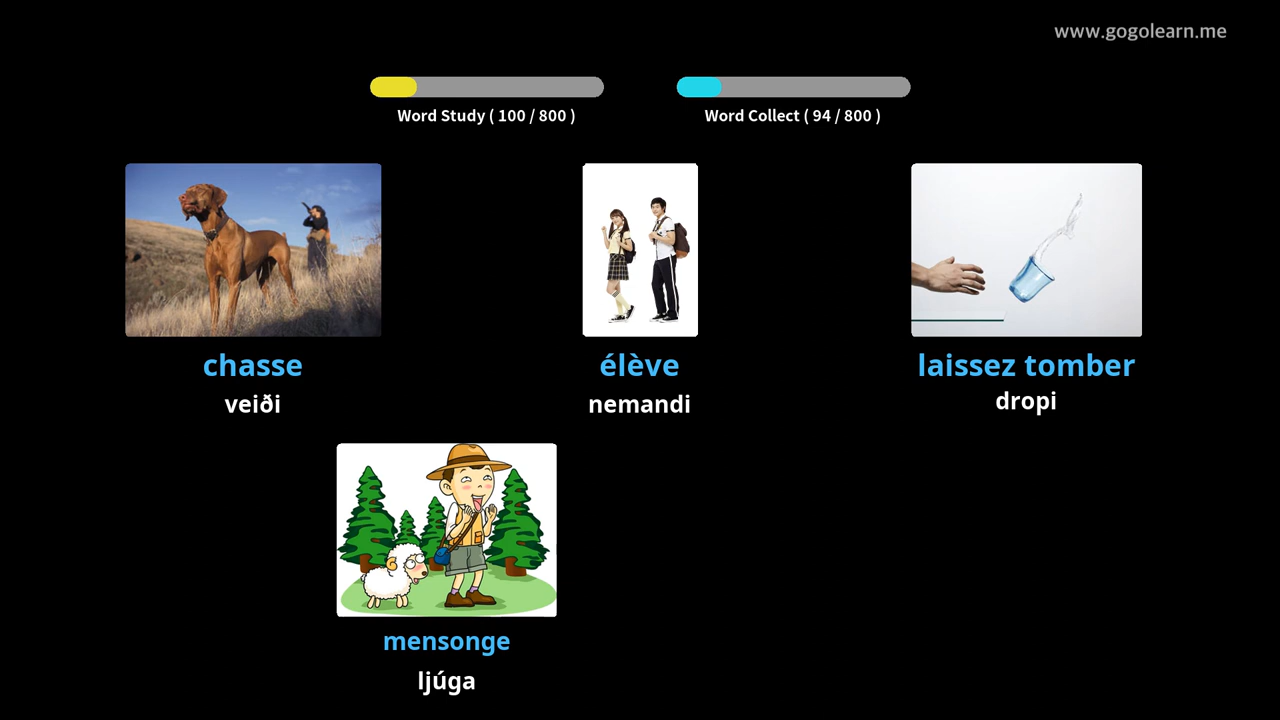 www.gogolearn.me
Word Study ( 100 / 800 )
Word Collect ( 94 / 800 )
chasse
veiði
élève
nemandi
laissez tomber
dropi
mensonge
ljúga